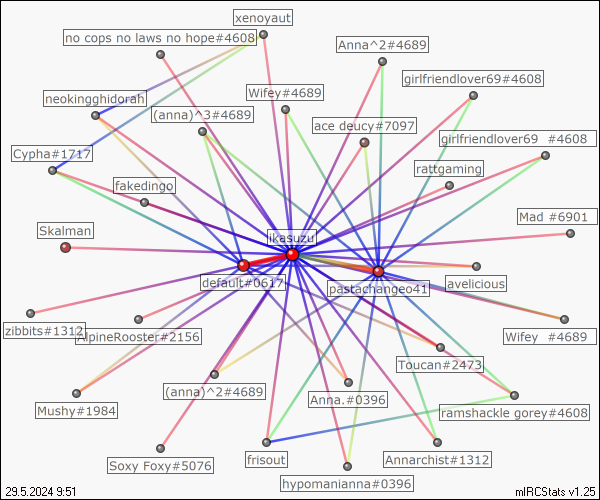 xenoyaut
no cops no laws no hope#4608
Anna^2#4689
girlfriendlover69#4608
Wifey#4689
neokingghidorah
(anna)^3#4689
ace deucy#7097
girlfriendlover69   #4608
Cypha#1717
rattgaming
fakedingo
Mad #6901
Skalman
ikasuzu
default#0617
pastachangeo41
avelicious
zibbits#1312
AlpineRooster#2156
Wifey   #4689
Toucan#2473
(anna)^2#4689
Anna.#0396
Mushy#1984
ramshackle gorey#4608
frisout
Annarchist#1312
Soxy Foxy#5076
hypomanianna#0396
29.5.2024 9:51
mIRCStats v1.25